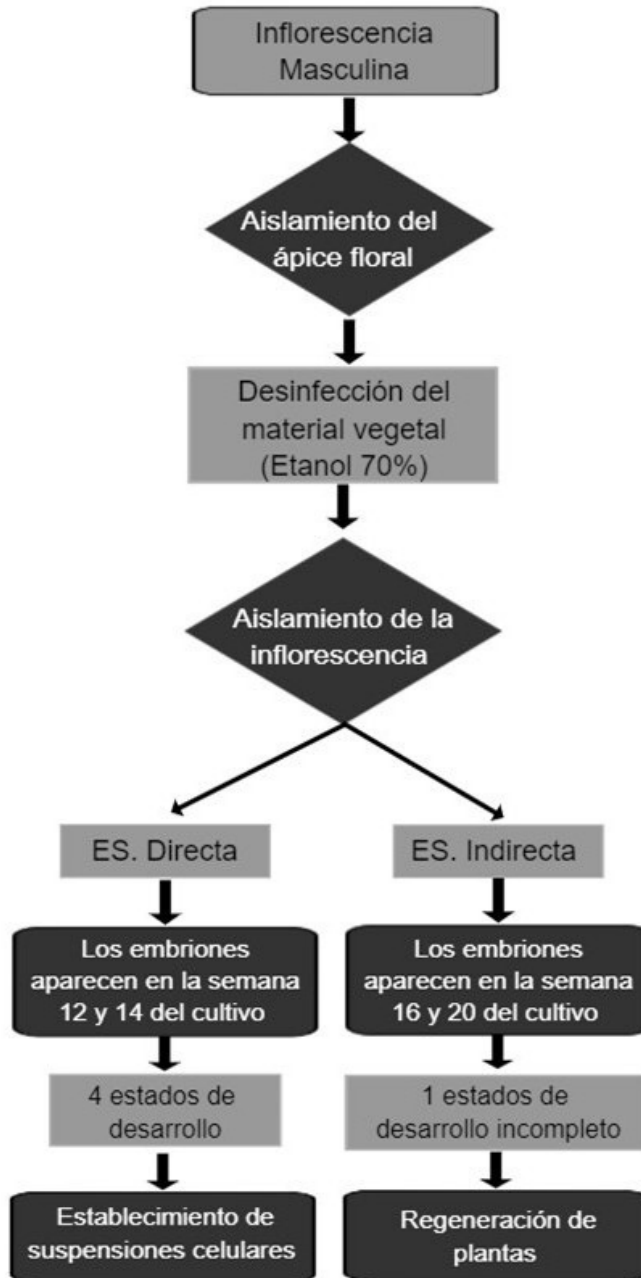 Inflorescencia
Masculina
Aislamiento del
ápice floral
Desinfección del
material vegetal
(Etanol 70%)
Aislamiento de la
inflorescencia
ES. Directa
Los embriones
aparecen en la semana
12 y 14 del cultivo
4 estados de
desarrollo
Establecimiento de
suspensiones celulares
ES. Indirecta
Los embriones
aparecen en la semana
16 y 20 del cultivo
1 estados de
desarrollo incompleto
Regeneración de
plantas